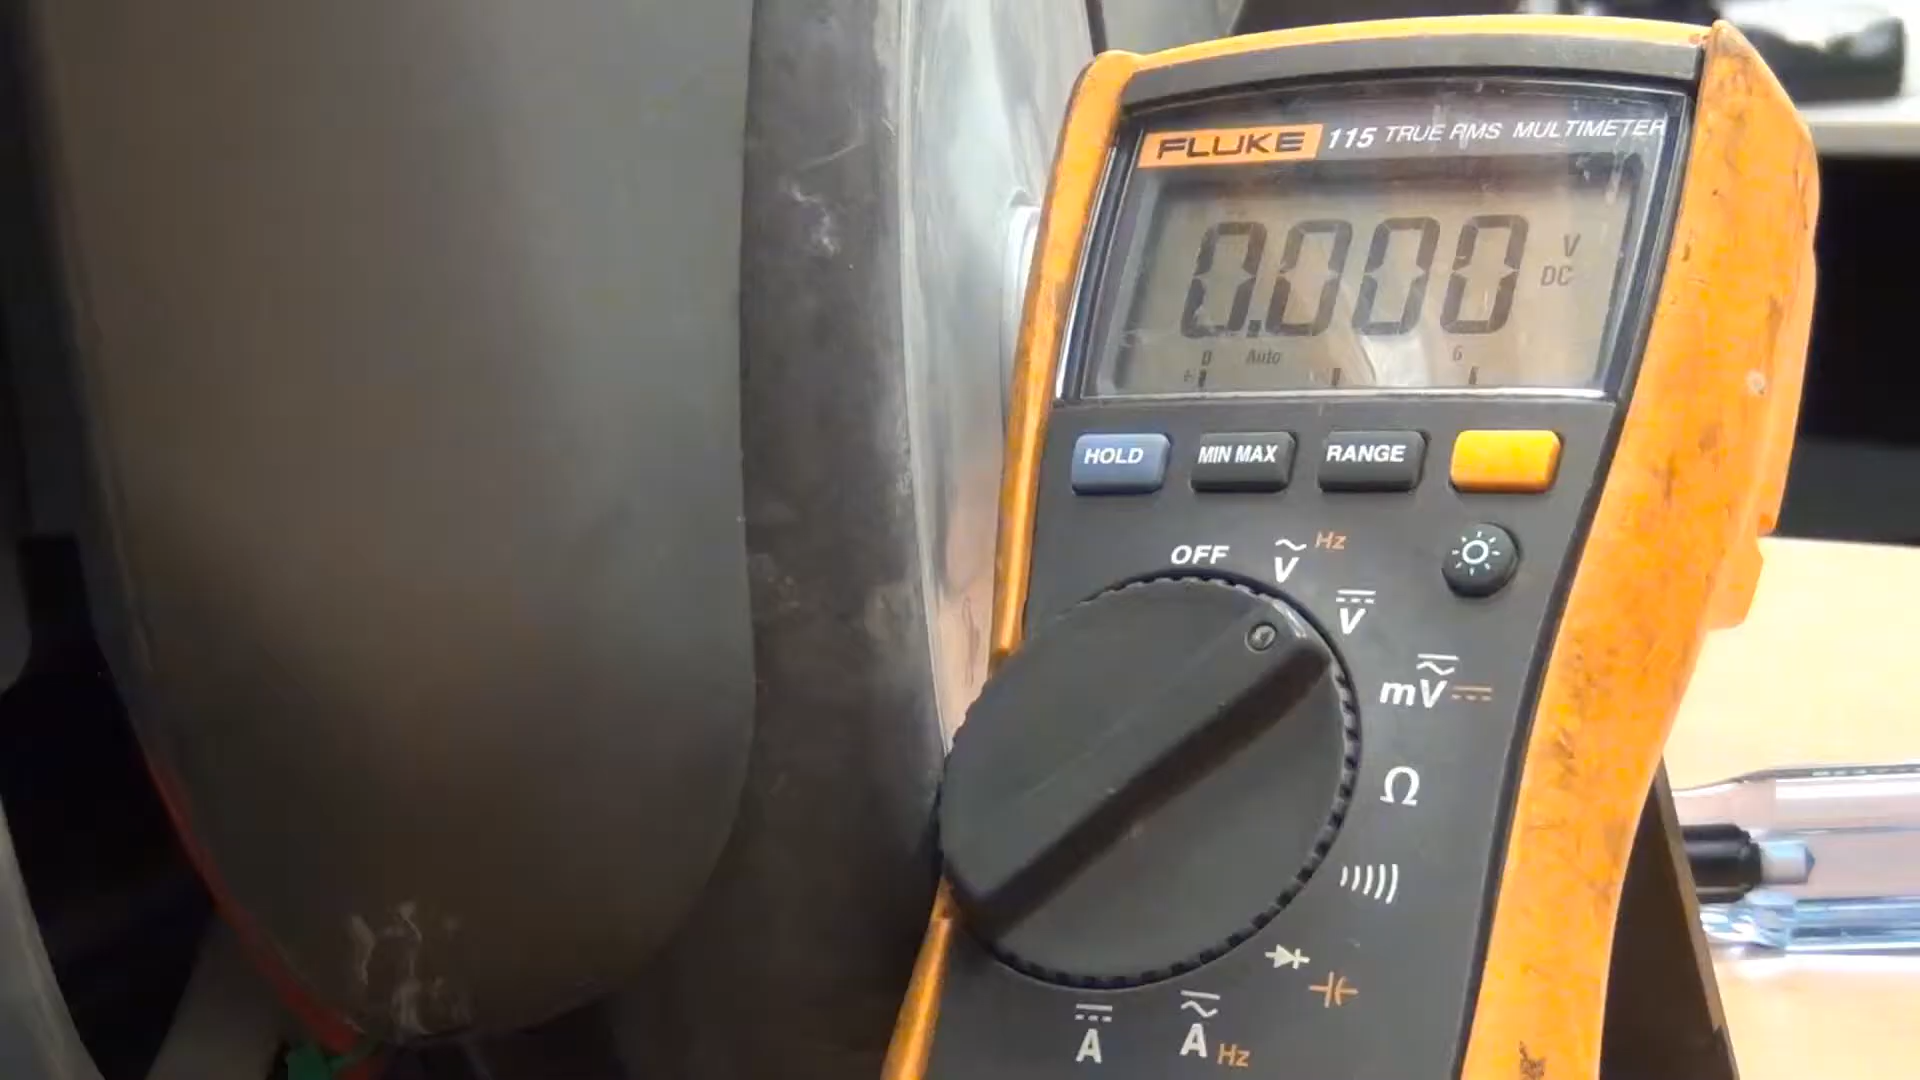 FLUKE 115 TRUE RMS MULTIMETER
0.000 V DC
0 Auto 6
HOLD MIN MAX RANGE
OFF V Hz
V
mV
Ω
A A Hz